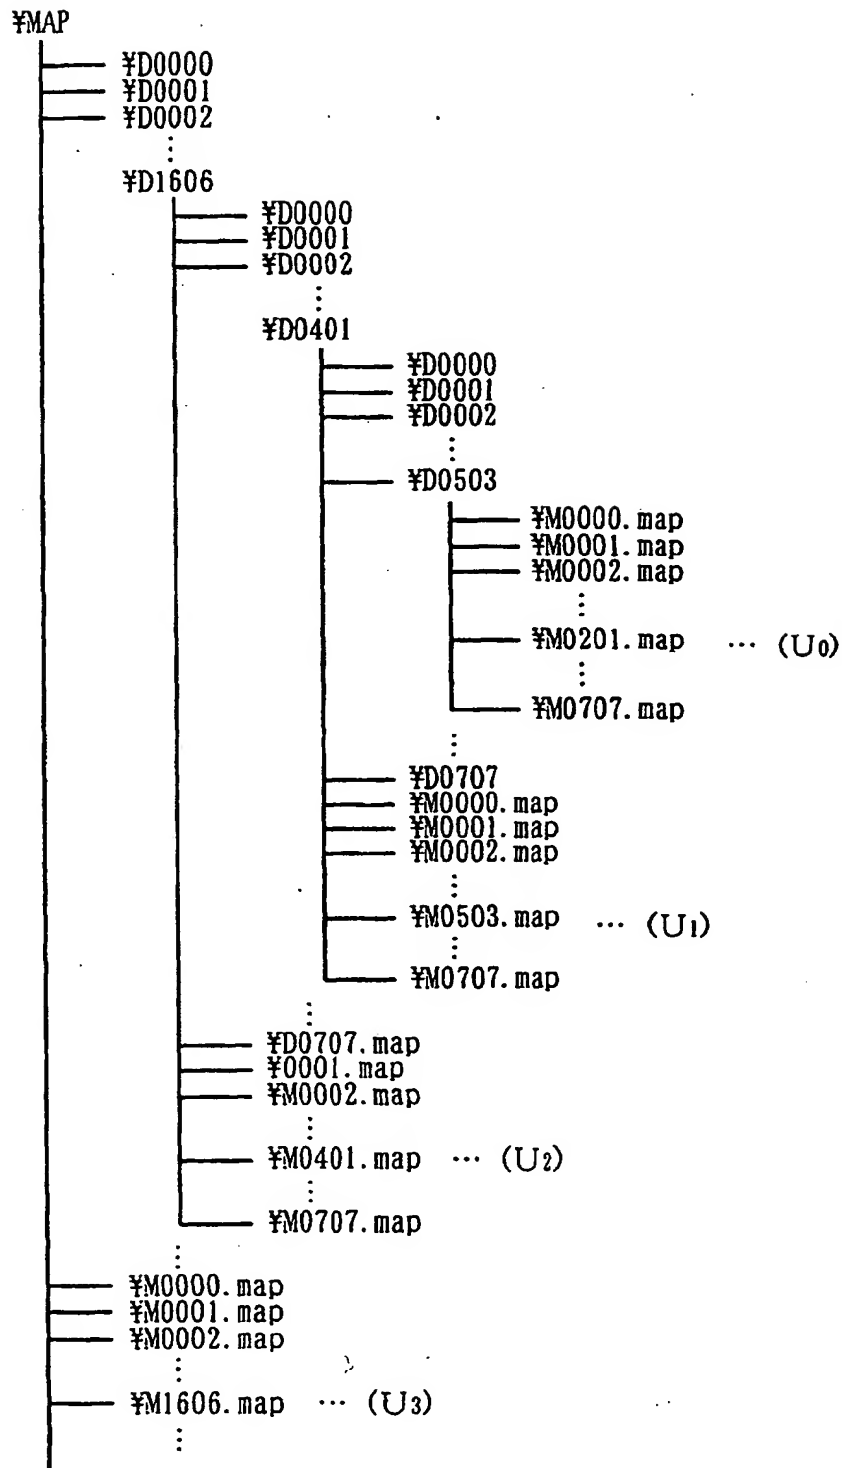 ¥MAP
¥D0000
¥D0001
¥D0002
⋮
¥D1606
¥D0000
¥D0001
¥D0002
⋮
¥D0401
¥D0000
¥D0001
¥D0002
⋮
¥D0503
¥M0000.map
¥M0001.map
¥M0002.map
⋮
¥M0201.map … (U0)
⋮
¥M0707.map
⋮
¥D0707
¥M0000.map
¥M0001.map
¥M0002.map
⋮
¥M0503.map … (U1)
⋮
¥M0707.map
⋮
¥D0707.map
¥0001.map
¥M0002.map
⋮
¥M0401.map … (U2)
⋮
¥M0707.map
⋮
¥M0000.map
¥M0001.map
¥M0002.map
⋮
¥M1606.map … (U3)
⋮